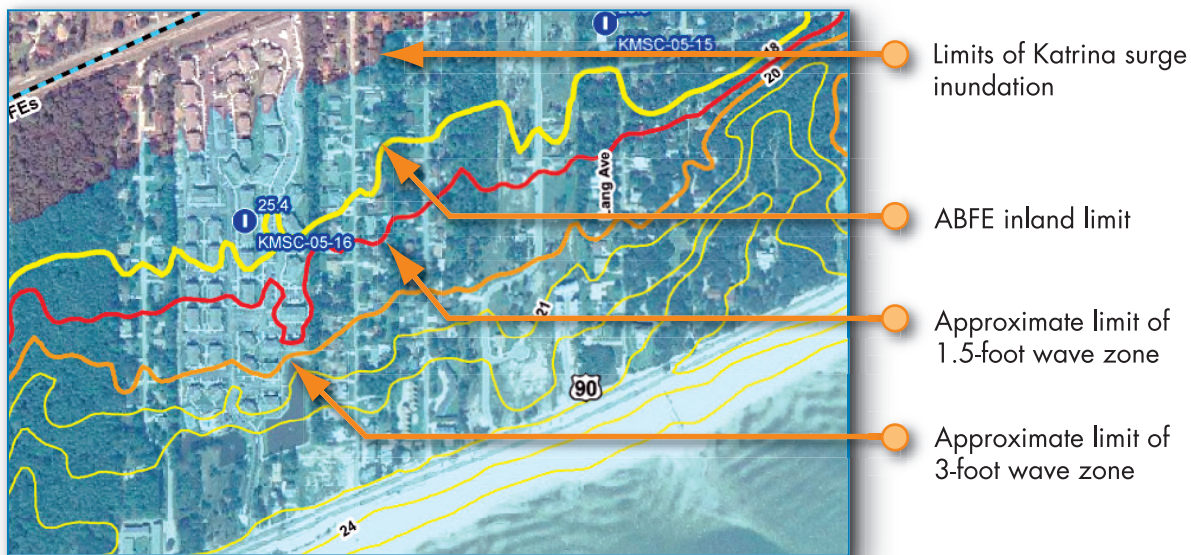 KMSC-05-15
FEs
18
20
Lang Ave
25.4
KMSC-05-16
21
90
24
Limits of Katrina surge
inundation
ABFE inland limit
Approximate limit of
1.5-foot wave zone
Approximate limit of
3-foot wave zone